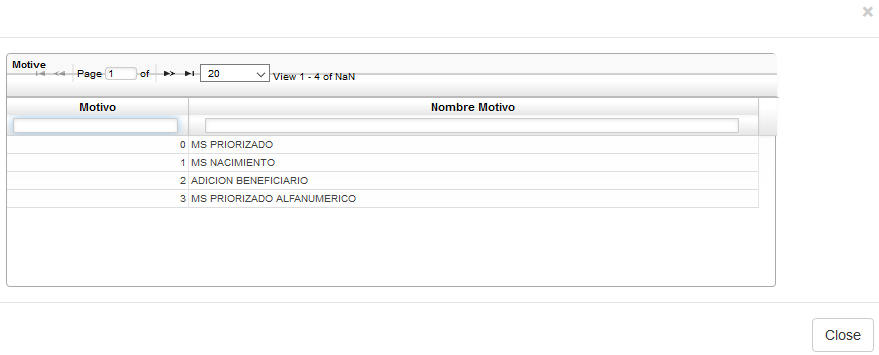 ×
Motive
Page 1 of 20 View 1 - 4 of NaN
Motivo Nombre Motivo
0 MS PRIORIZADO
1 MS NACIMIENTO
2 ADICION BENEFICIARIO
3 MS PRIORIZADO ALFANUMERICO
Close